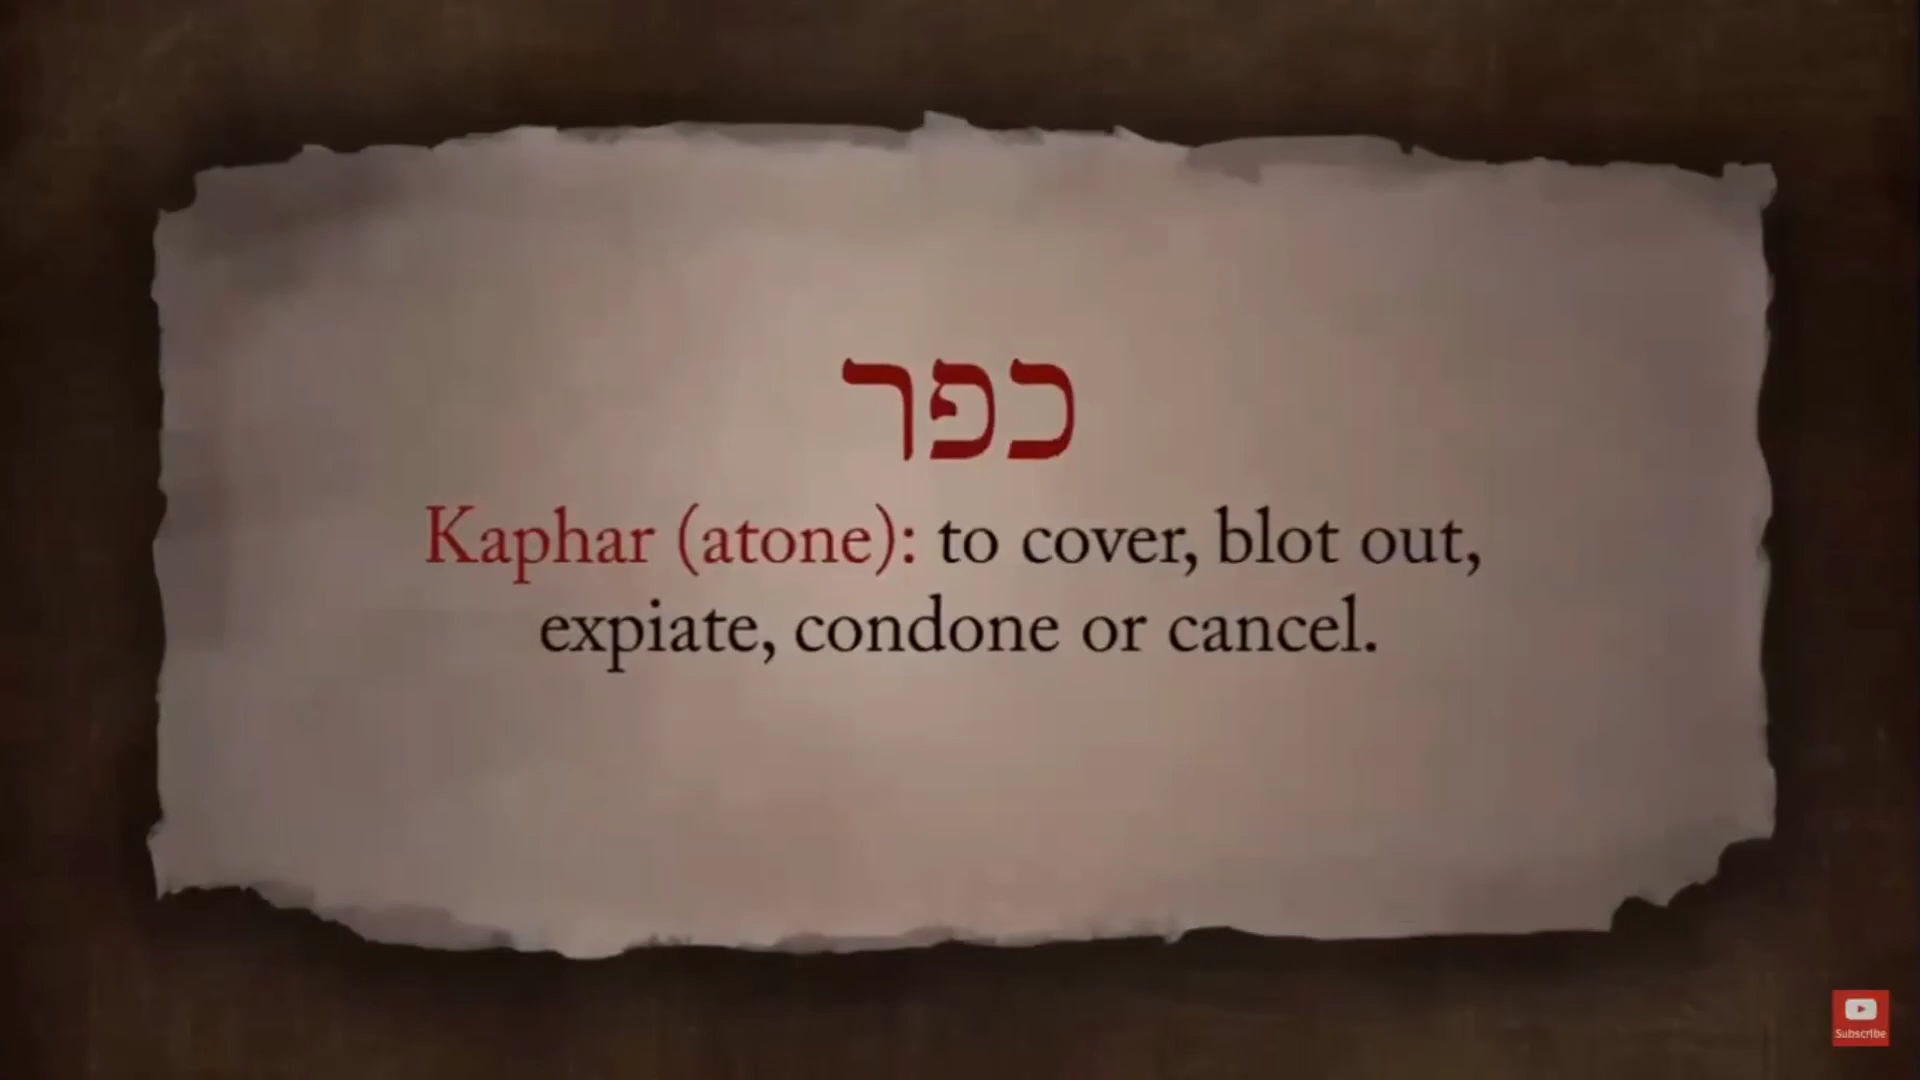 כפר
Kaphar (atone): to cover, blot out,
expiate, condone or cancel.
Subscribe